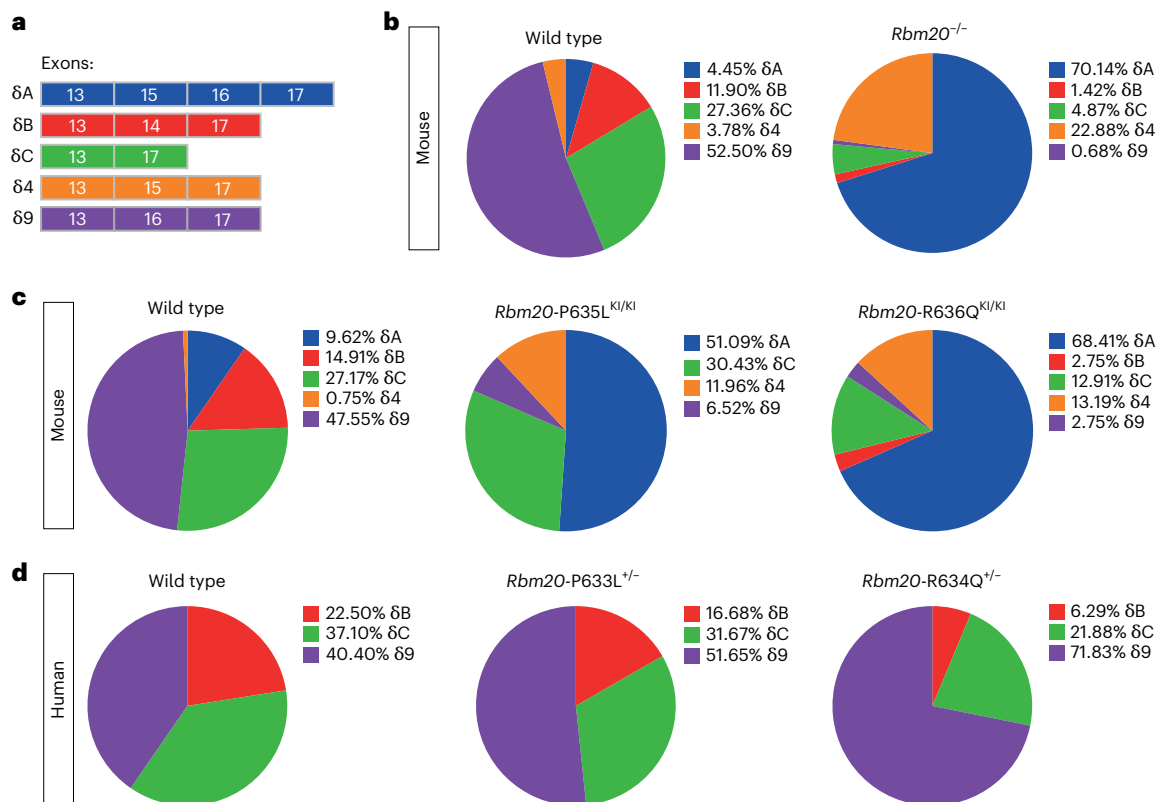 a
Exons:
δA 13 15 16 17
δB 13 14 17
δC 13 17
δ4 13 15 17
δ9 13 16 17
b
Mouse
Wild type
4.45% δA
11.90% δB
27.36% δC
3.78% δ4
52.50% δ9
Rbm20⁻/⁻
70.14% δA
1.42% δB
4.87% δC
22.88% δ4
0.68% δ9
c
Mouse
Wild type
9.62% δA
14.91% δB
27.17% δC
0.75% δ4
47.55% δ9
Rbm20-P635L^KI/KI
51.09% δA
30.43% δC
11.96% δ4
6.52% δ9
Rbm20-R636Q^KI/KI
68.41% δA
2.75% δB
12.91% δC
13.19% δ4
2.75% δ9
d
Human
Wild type
22.50% δB
37.10% δC
40.40% δ9
Rbm20-P633L⁺/⁻
16.68% δB
31.67% δC
51.65% δ9
Rbm20-R634Q⁺/⁻
6.29% δB
21.88% δC
71.83% δ9